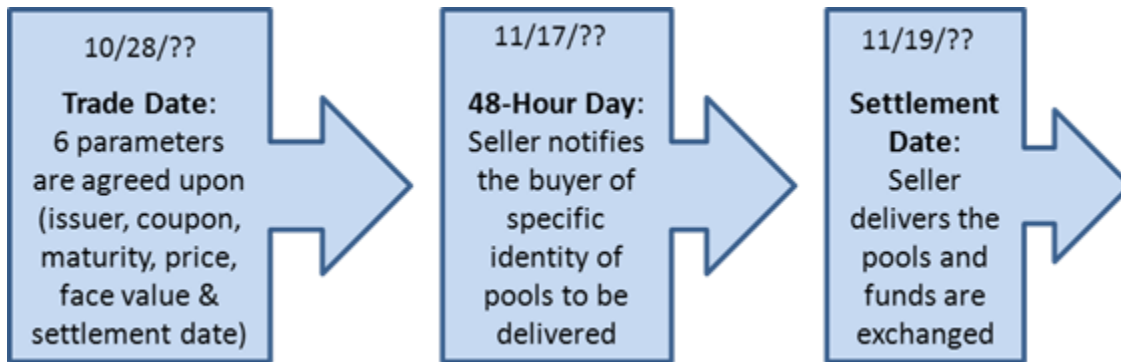 10/28/??
Trade Date:
6 parameters
are agreed upon
(issuer, coupon,
maturity, price,
face value &
settlement date)
11/17/??
48-Hour Day:
Seller notifies
the buyer of
specific
identity of
pools to be
delivered
11/19/??
Settlement
Date:
Seller
delivers the
pools and
funds are
exchanged